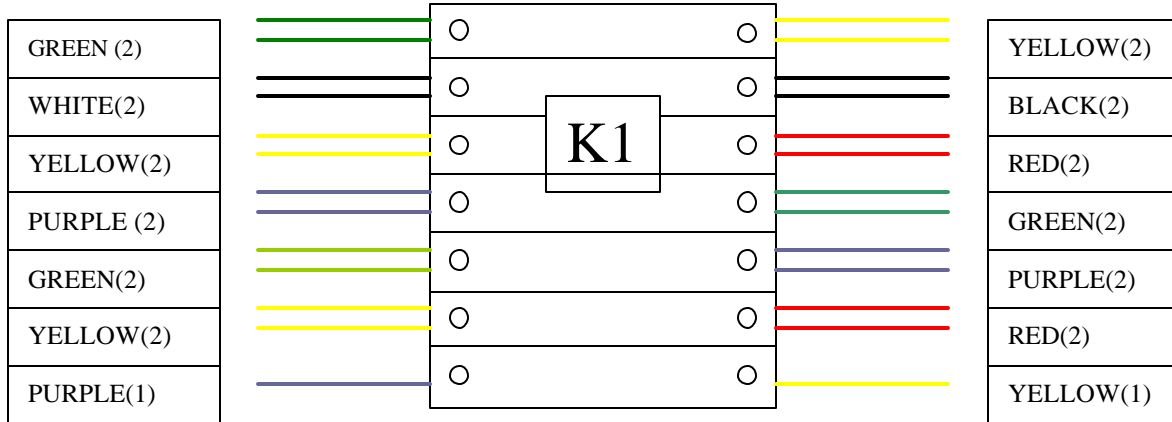 GREEN (2)
WHITE(2)
YELLOW(2)
PURPLE (2)
GREEN(2)
YELLOW(2)
PURPLE(1)
K1
YELLOW(2)
BLACK(2)
RED(2)
GREEN(2)
PURPLE(2)
RED(2)
YELLOW(1)